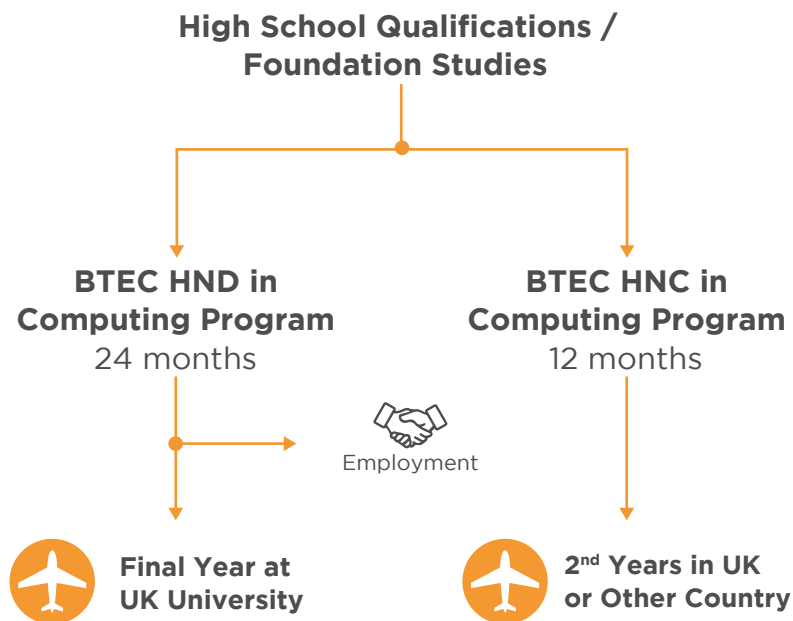 High School Qualifications /
Foundation Studies
BTEC HND in
Computing Program
24 months
BTEC HNC in
Computing Program
12 months
Employment
Final Year at
UK University
2nd Years in UK
or Other Country